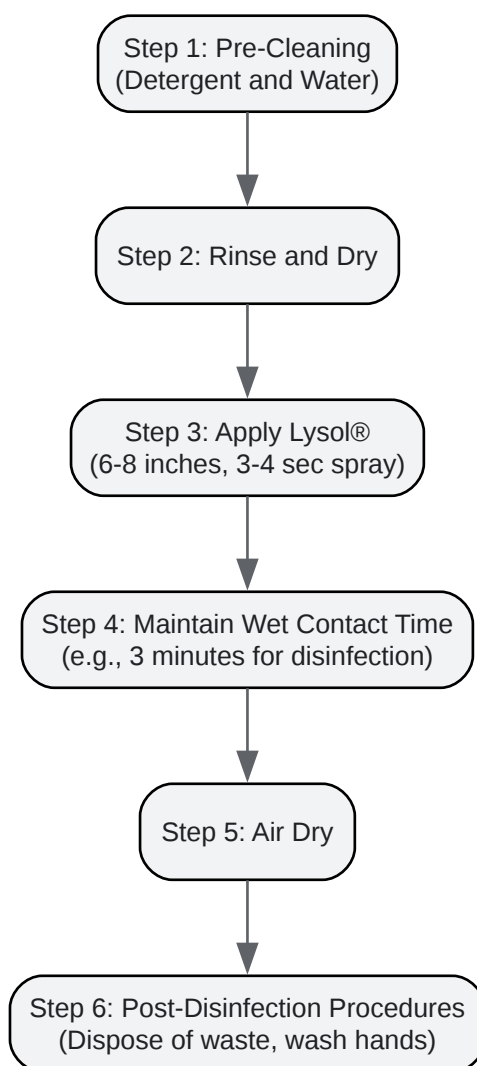 Step 1: Pre-Cleaning
(Detergent and Water)
Step 2: Rinse and Dry
Step 3: Apply Lysol®
(6-8 inches, 3-4 sec spray)
Step 4: Maintain Wet Contact Time
(e.g., 3 minutes for disinfection)
Step 5: Air Dry
Step 6: Post-Disinfection Procedures
(Dispose of waste, wash hands)